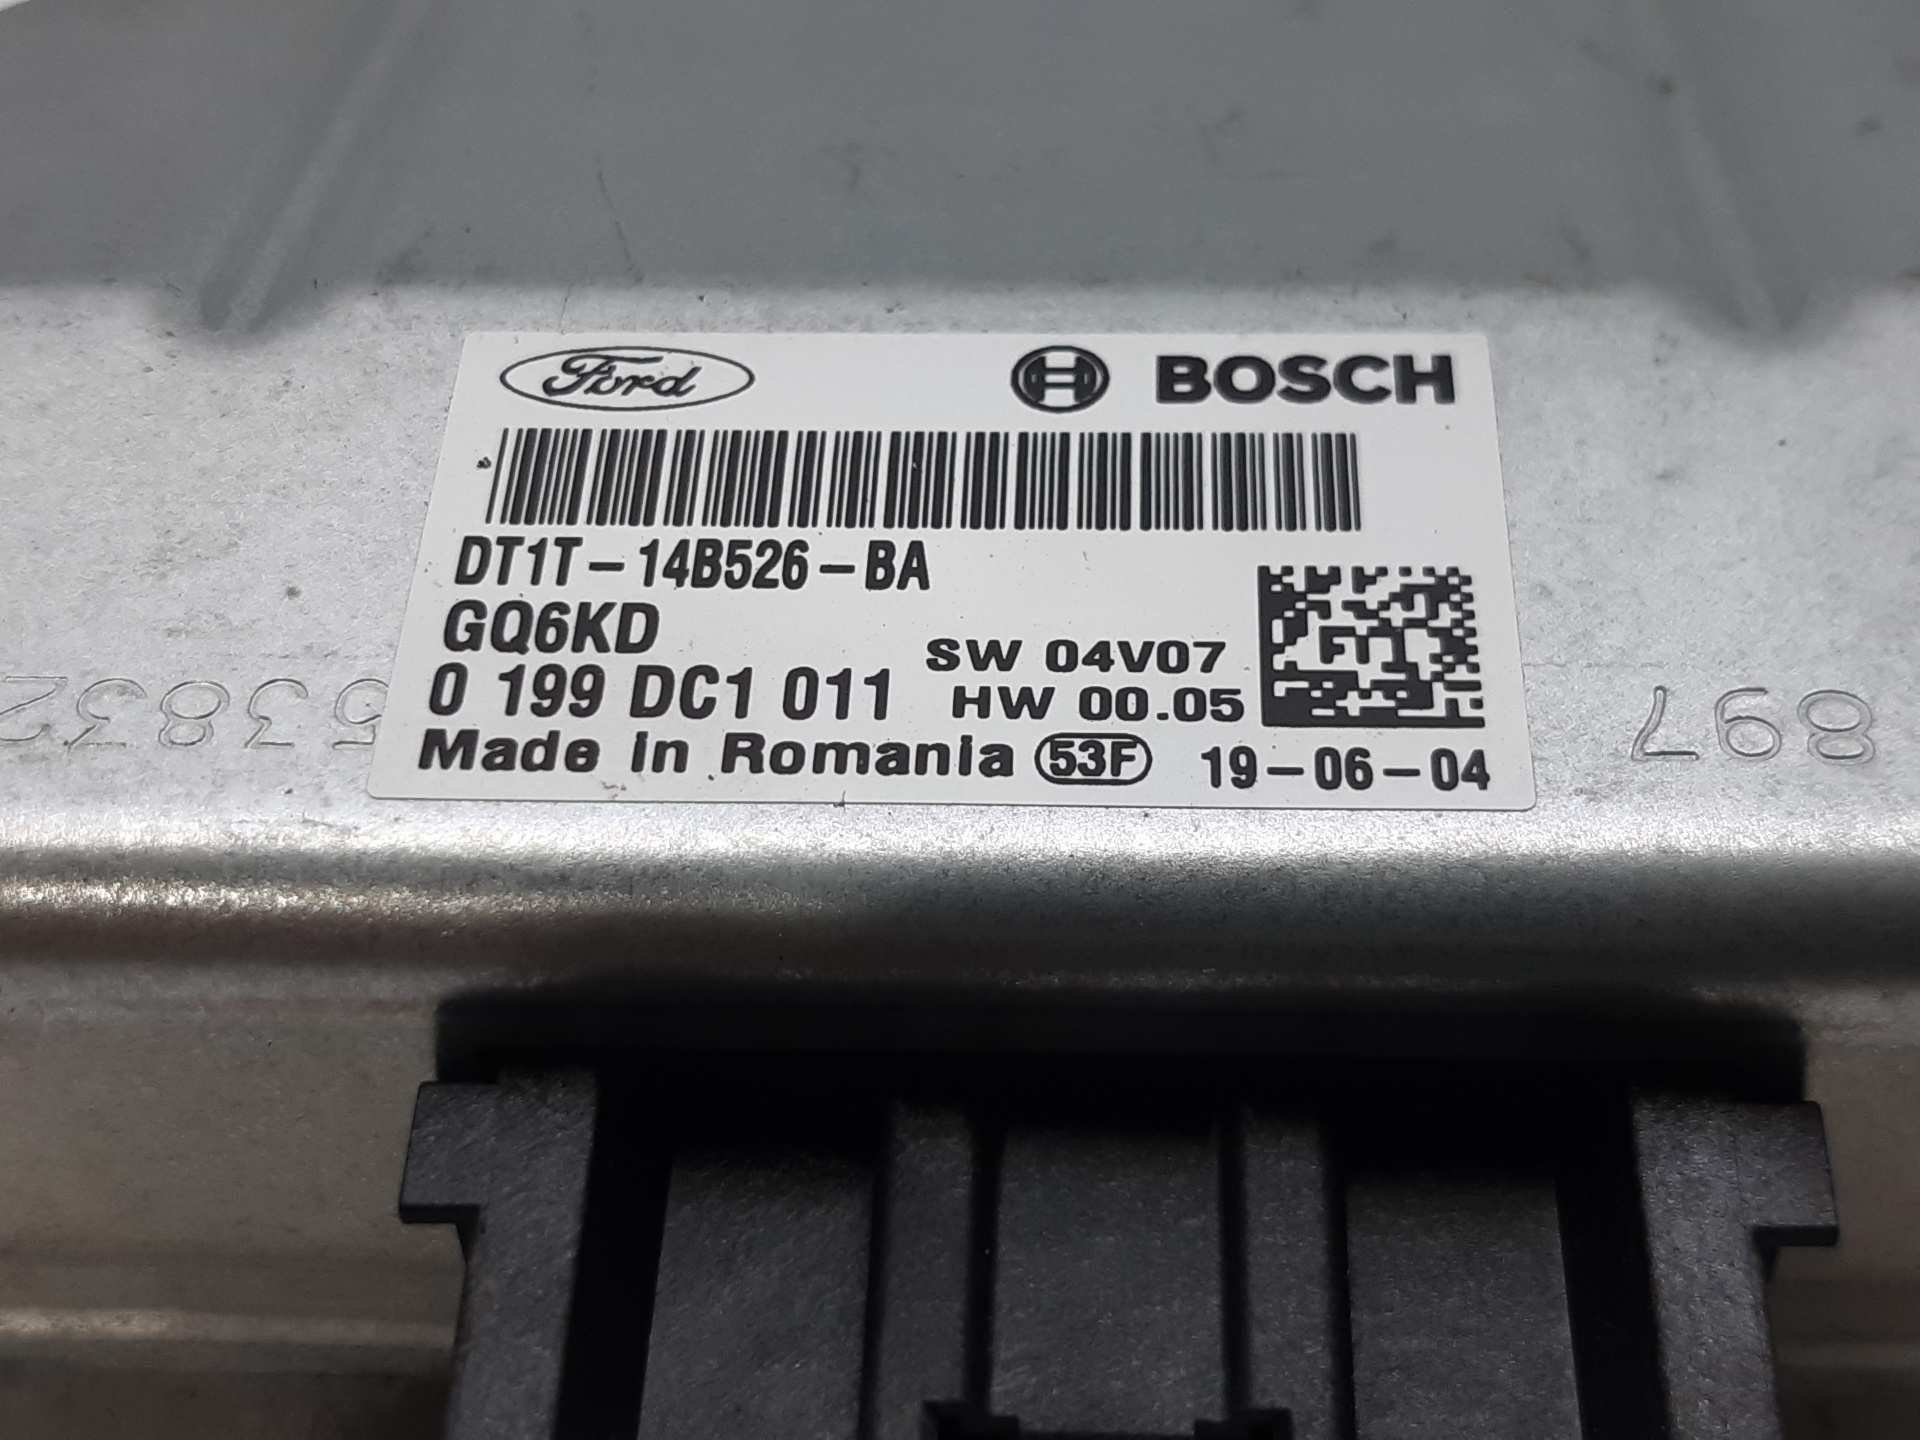 Ford BOSCH
DT1T-14B526-BA
GQ6KD
SW 04V07
0 199 DC1 011
HW 00.05
Made in Romania 53F 19-06-04
53832
897